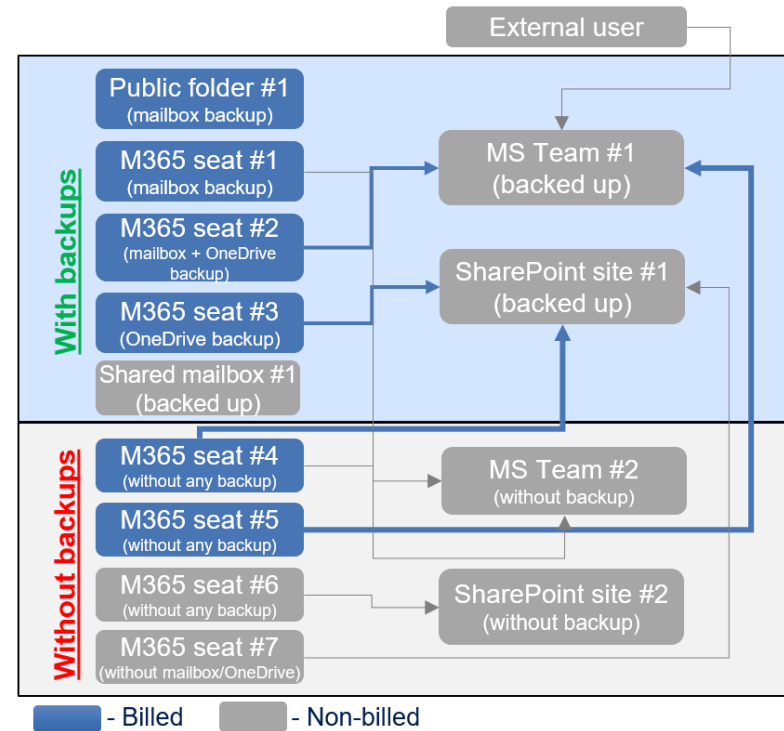 External user
With backups
Public folder #1
(mailbox backup)
M365 seat #1
(mailbox backup)
M365 seat #2
(mailbox + OneDrive
backup)
M365 seat #3
(OneDrive backup)
Shared mailbox #1
(backed up)
MS Team #1
(backed up)
SharePoint site #1
(backed up)
Without backups
M365 seat #4
(without any backup)
M365 seat #5
(without any backup)
M365 seat #6
(without any backup)
M365 seat #7
(without mailbox/OneDrive)
MS Team #2
(without backup)
SharePoint site #2
(without backup)
- Billed
- Non-billed